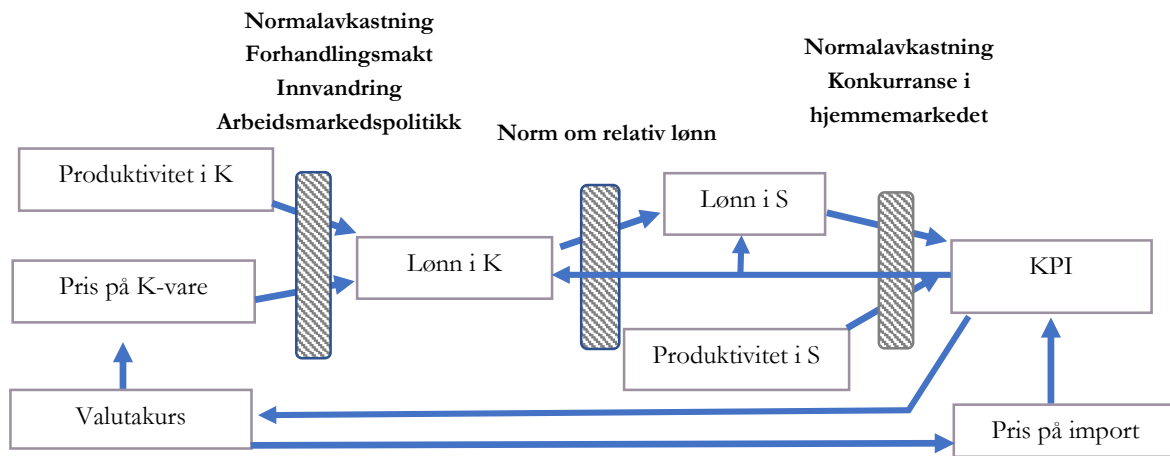 Normalavkastning
Forhandlingsmakt
Innvandring
Arbeidsmarkedspolitikk
Normalavkastning
Konkurranse i
hjemmemarkedet
Norm om relativ lønn
Produktivitet i K
Lønn i S
Lønn i K
KPI
Pris på K-vare
Produktivitet i S
Valutakurs
Pris på import